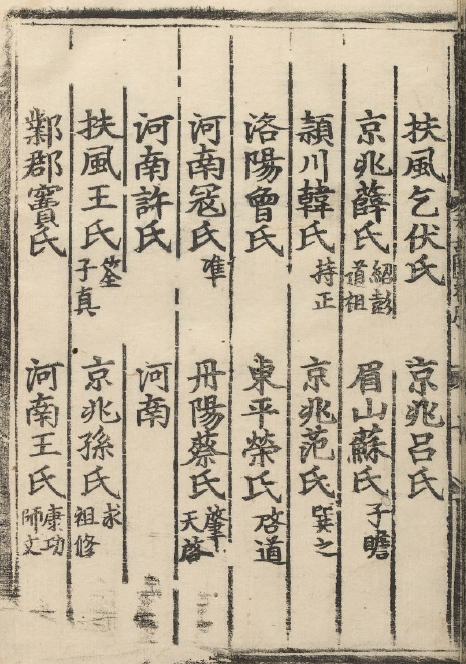 扶風乞伏氏　京兆呂氏
京兆薛氏紹彭道祖　眉山蘇氏子瞻
潁川韓氏持正　京兆范氏巽之
洛陽曾氏　東平榮氏啓道
河南寇氏准　丹陽蔡氏肇天啓
河南許氏　河南
扶風王氏筌子真　京兆孫氏求祖修
鄴郡竇氏　河南王氏康功師文